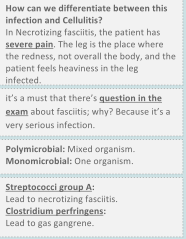 How can we differentiate between this
infection and Cellulitis?
In Necrotizing fasciitis, the patient has
severe pain. The leg is the place where
the redness, not overall the body, and the
patient feels heaviness in the leg
infected.
it's a must that there's question in the
exam about fasciitis; why? Because it's a
very serious infection.
Polymicrobial: Mixed organism.
Monomicrobial: One organism.
Streptococci group A:
Lead to necrotizing fasciitis.
Clostridium perfringens:
Lead to gas gangrene.